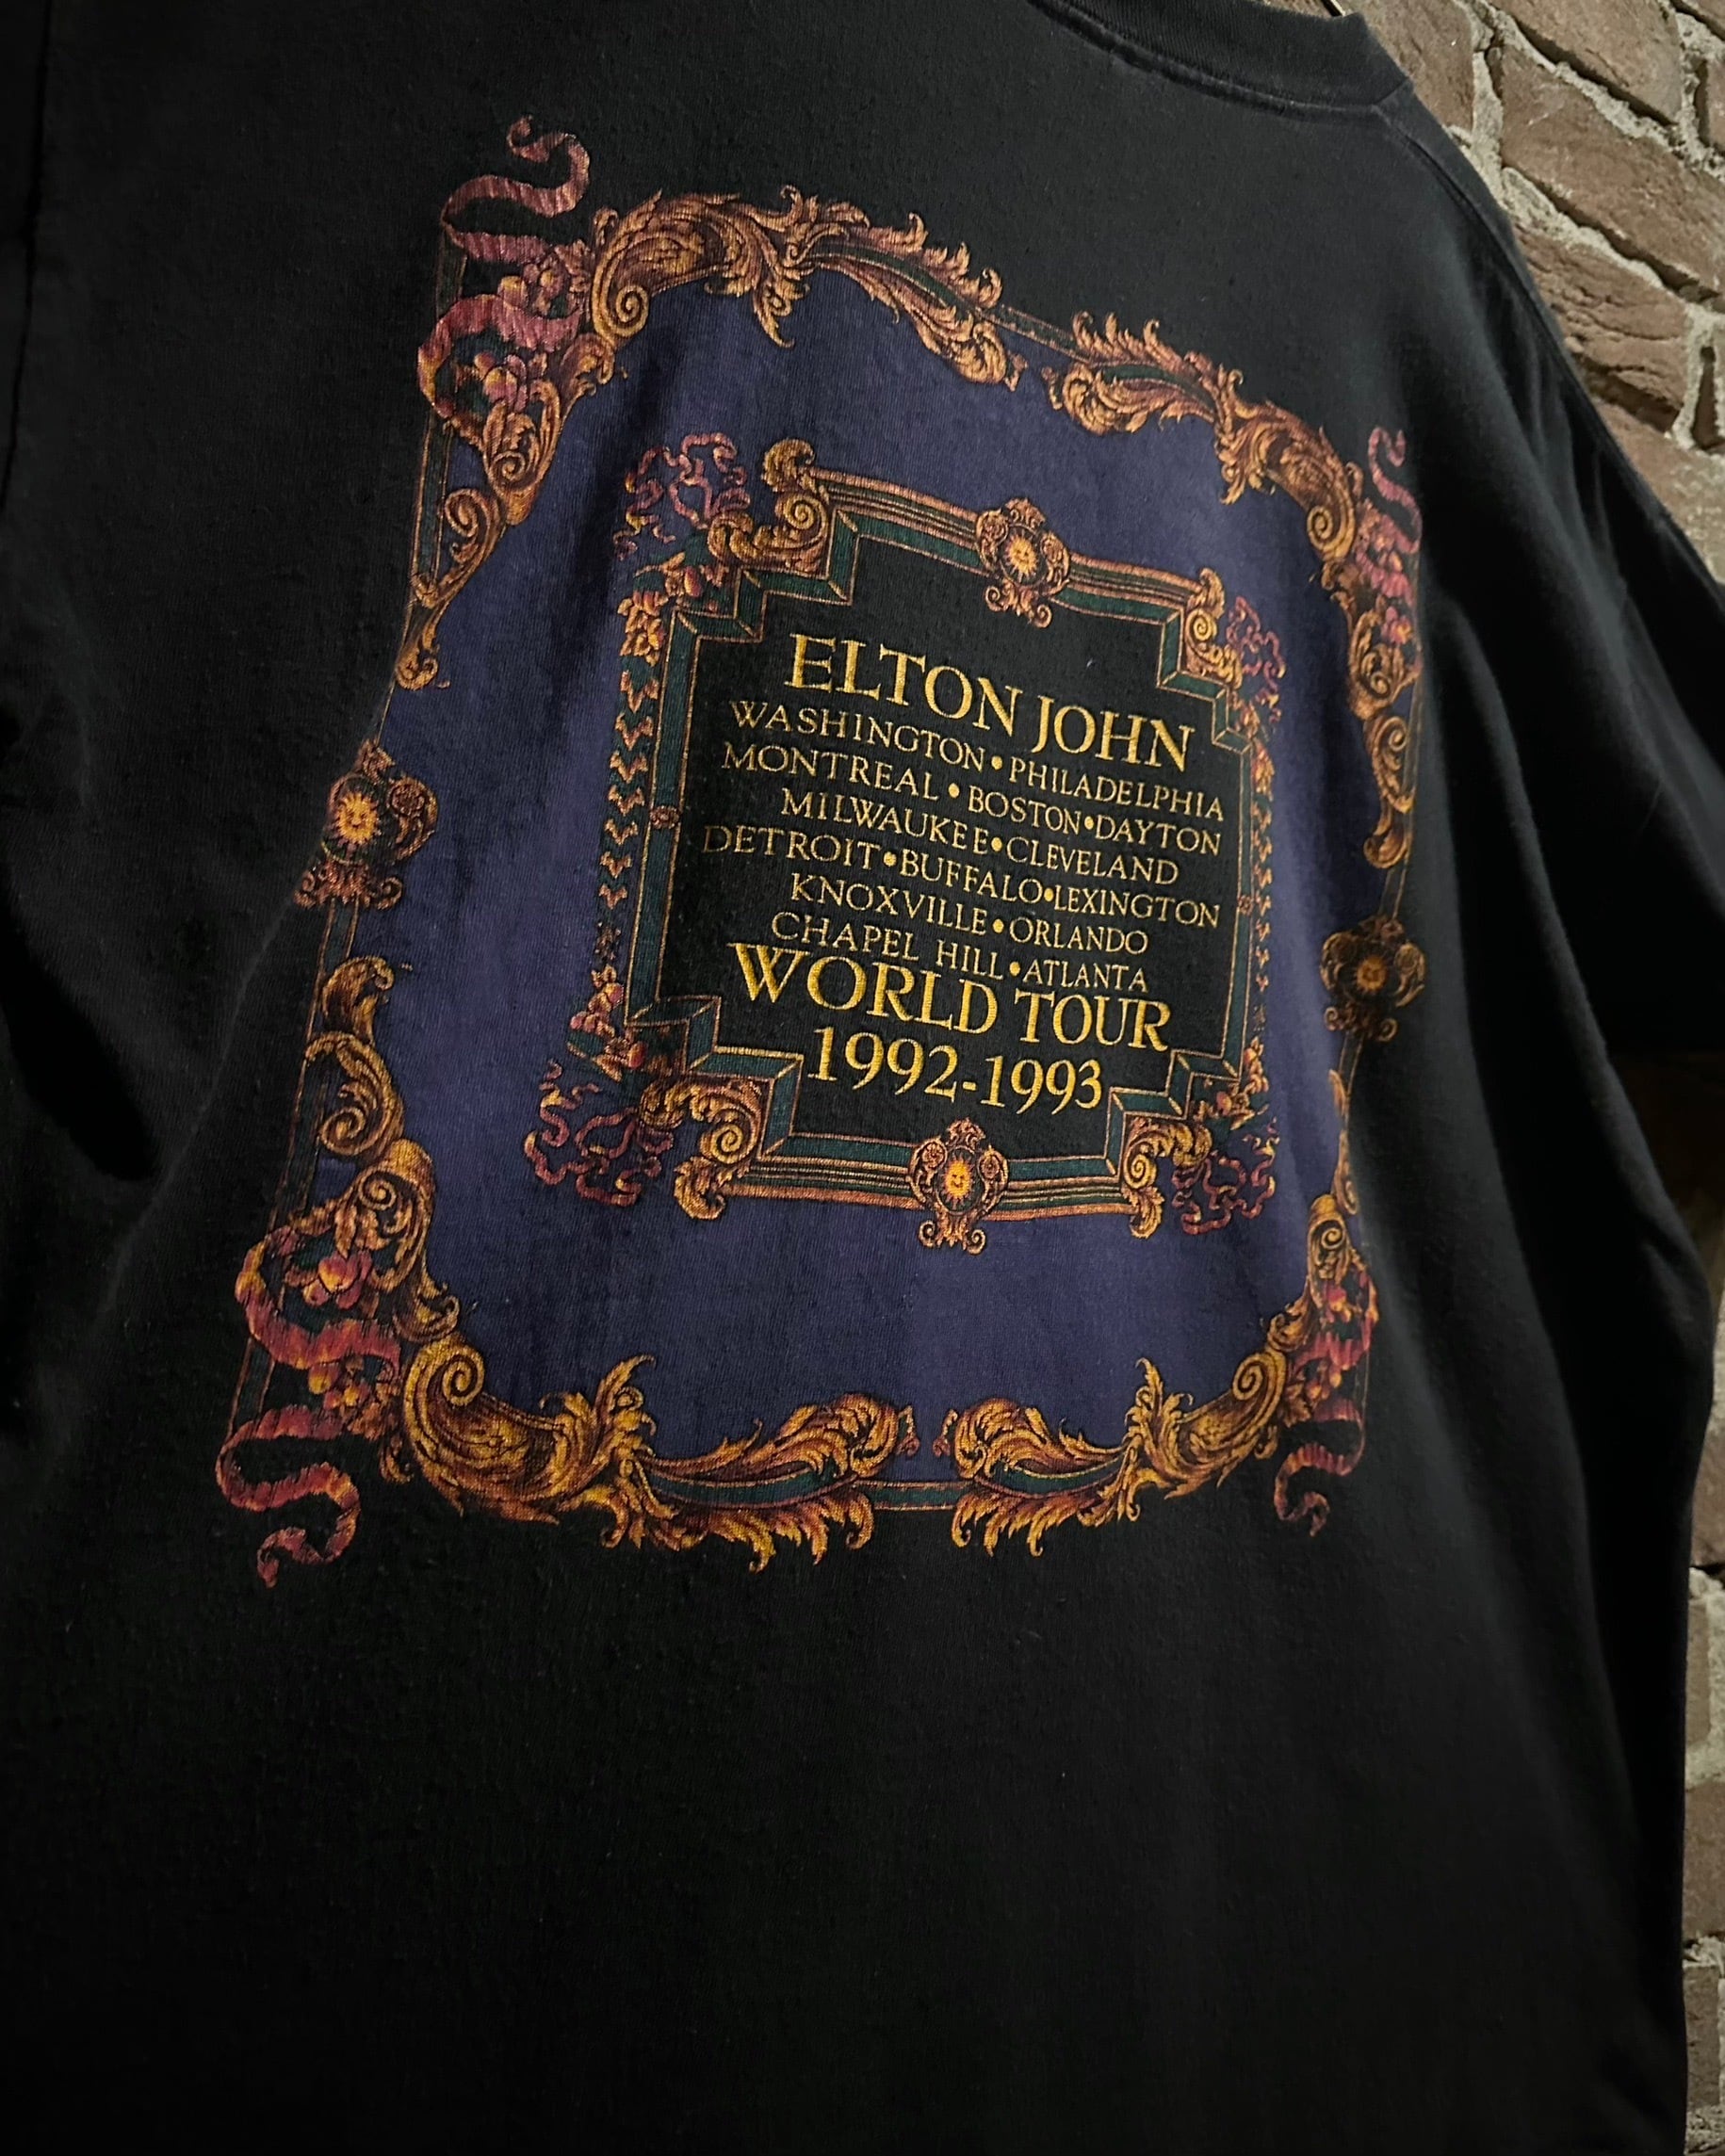 ELTON JOHN
WASHINGTON • PHILADELPHIA
MONTREAL • BOSTON • DAYTON
MILWAUKEE • CLEVELAND
DETROIT • BUFFALO • LEXINGTON
KNOXVILLE • ORLANDO
CHAPEL HILL • ATLANTA
WORLD TOUR
1992-1993